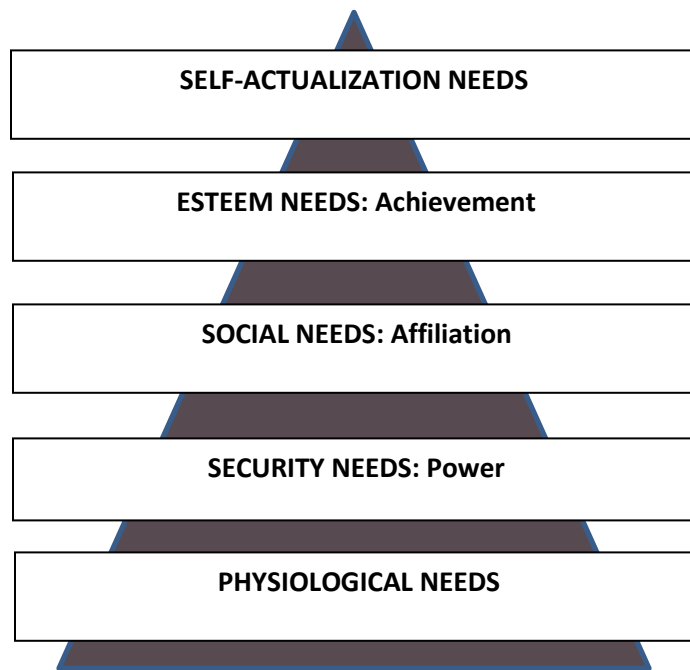 SELF-ACTUALIZATION NEEDS
ESTEEM NEEDS: Achievement
SOCIAL NEEDS: Affiliation
SECURITY NEEDS: Power
PHYSIOLOGICAL NEEDS